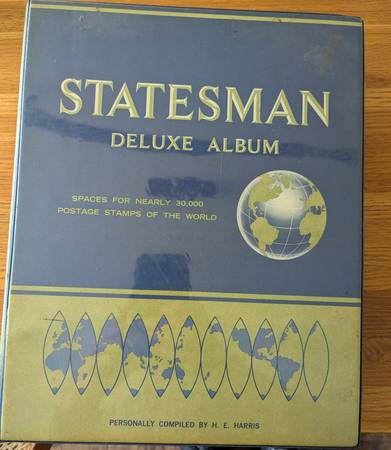 STATESMAN
DELUXE ALBUM
SPACES FOR NEARLY 30,000
POSTAGE STAMPS OF THE WORLD
PERSONALLY COMPILED BY H. E. HARRIS